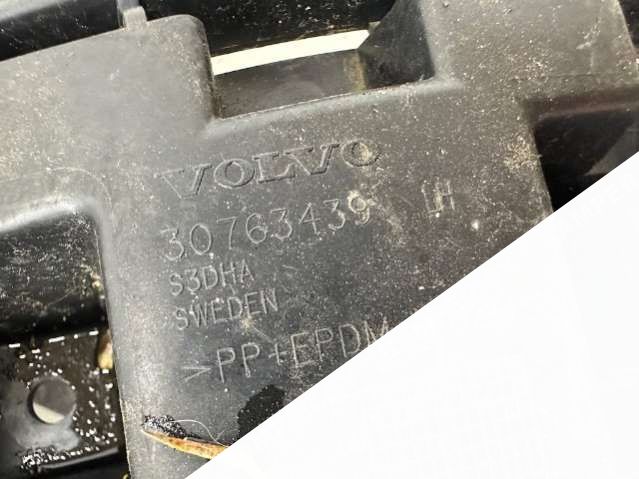 VOLVO
30763439 LH
S3DHA
SWEDEN
>PP+EPDM